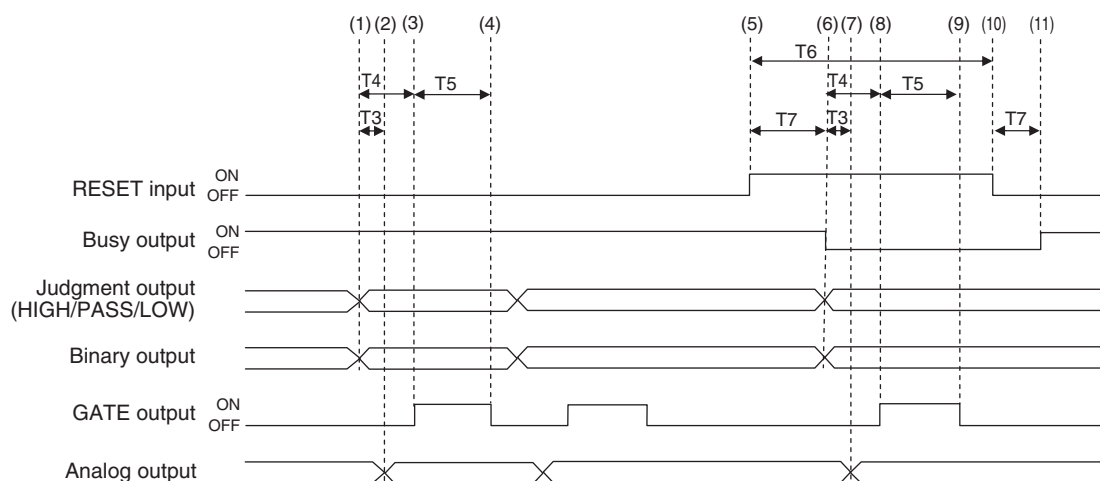 (1) (2) (3) (4) (5) (6) (7) (8) (9) (10) (11)
T6
T4 T5 T4 T5
T3 T7 T3 T7
RESET input ON
OFF
Busy output ON
OFF
Judgment output
(HIGH/PASS/LOW)
Binary output
GATE output ON
OFF
Analog output